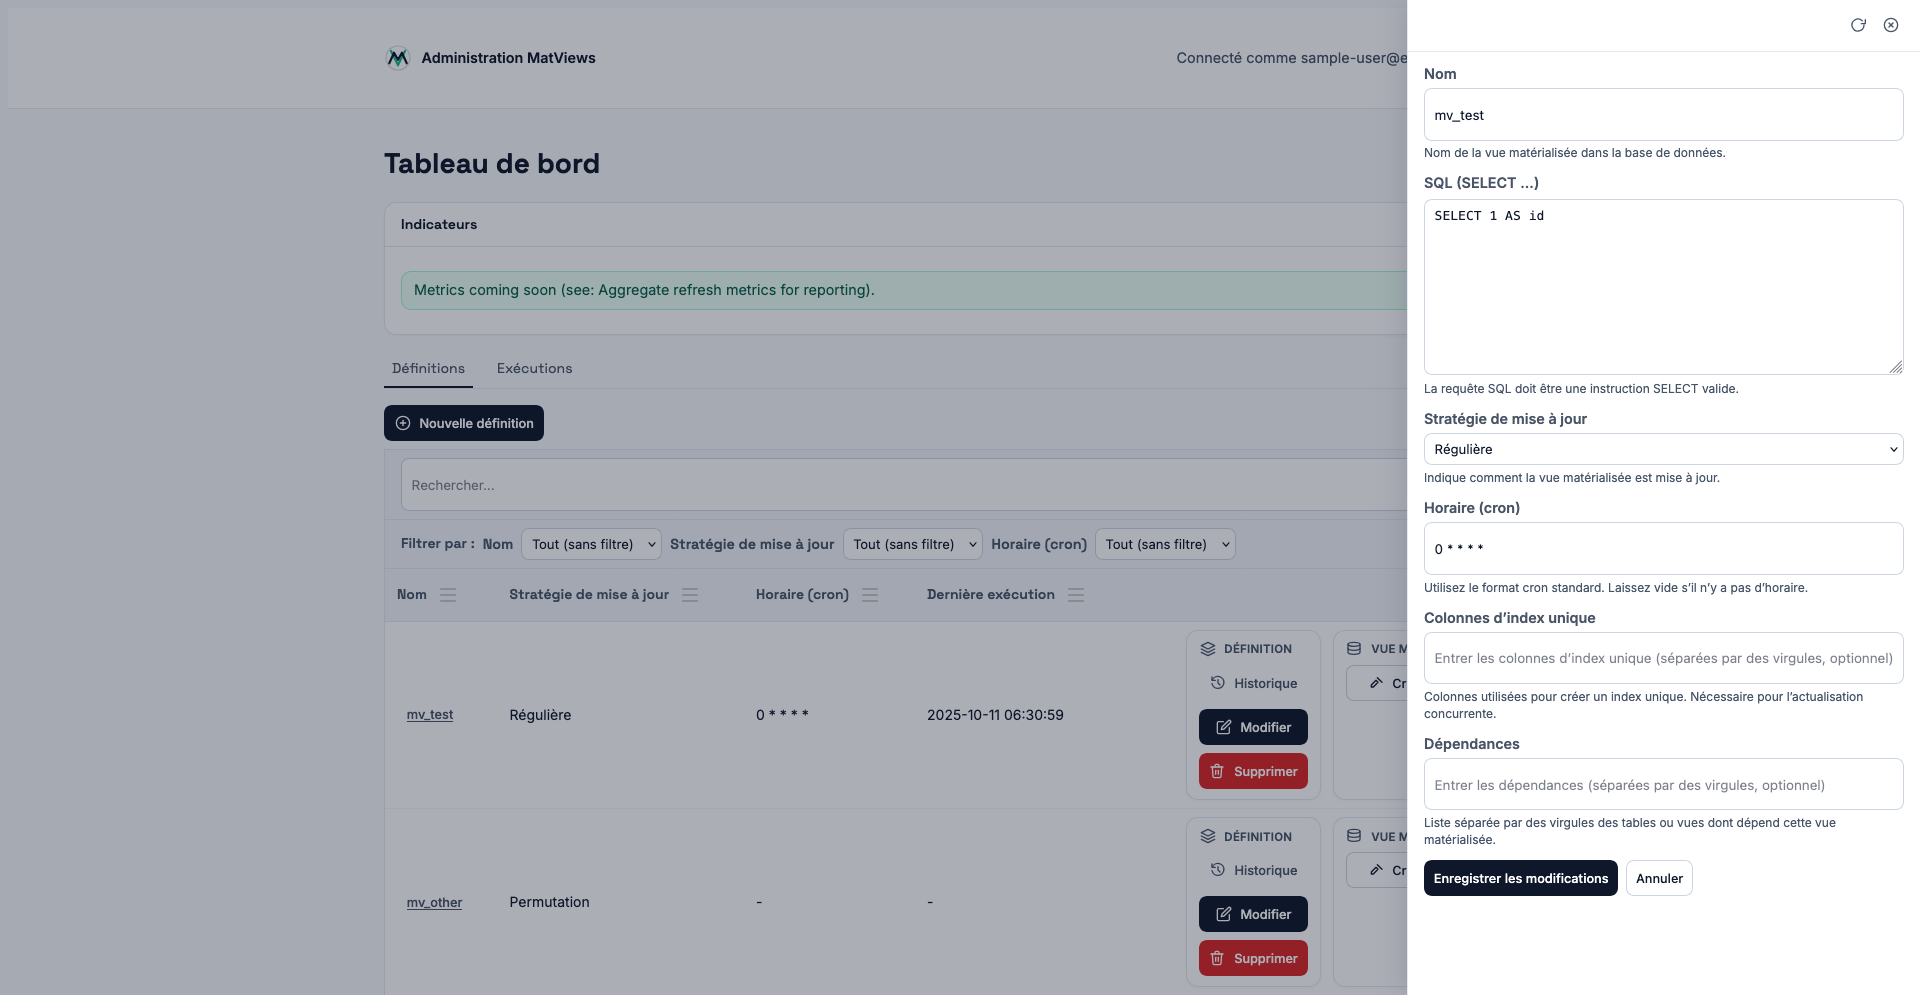 Administration MatViews
Connecté comme sample-user@e
Tableau de bord
Indicateurs
Metrics coming soon (see: Aggregate refresh metrics for reporting).
Définitions Exécutions
Nouvelle définition
Rechercher...
Filtrer par : Nom Tout (sans filtre) Stratégie de mise à jour Tout (sans filtre) Horaire (cron) Tout (sans filtre)
Nom Stratégie de mise à jour Horaire (cron) Dernière exécution
DÉFINITION VUE M
Historique Cr
mv_test Régulière 0 * * * * 2025-10-11 06:30:59
Modifier
Supprimer
DÉFINITION VUE M
Historique Cr
mv_other Permutation - -
Modifier
Supprimer
Nom
mv_test
Nom de la vue matérialisée dans la base de données.
SQL (SELECT …)
SELECT 1 AS id
La requête SQL doit être une instruction SELECT valide.
Stratégie de mise à jour
Régulière
Indique comment la vue matérialisée est mise à jour.
Horaire (cron)
0 * * * *
Utilisez le format cron standard. Laissez vide s’il n’y a pas d’horaire.
Colonnes d’index unique
Entrer les colonnes d’index unique (séparées par des virgules, optionnel)
Colonnes utilisées pour créer un index unique. Nécessaire pour l’actualisation
concurrente.
Dépendances
Entrer les dépendances (séparées par des virgules, optionnel)
Liste séparée par des virgules des tables ou vues dont dépend cette vue
matérialisée.
Enregistrer les modifications Annuler